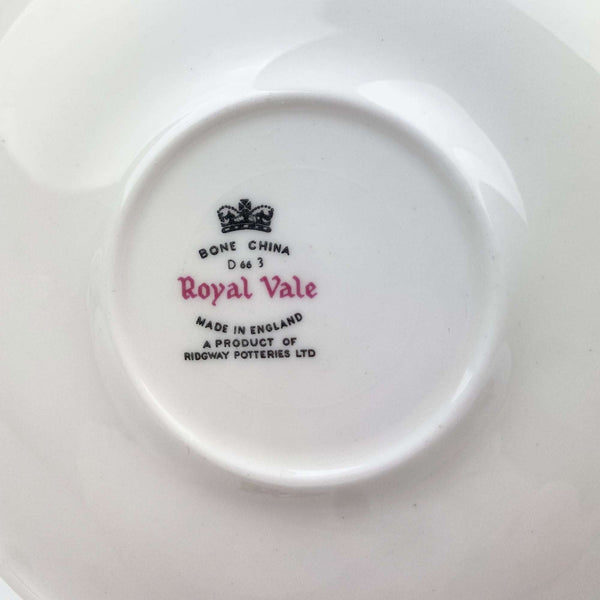 BONE CHINA
D 66 3
Royal Vale
MADE IN ENGLAND
A PRODUCT OF
RIDGWAY POTTERIES LTD